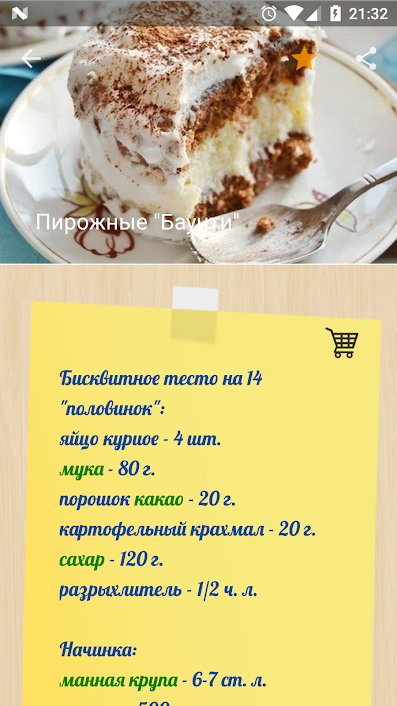 21:32
Пирожные "Баунти"
Бисквитное тесто на 14
"половинок":
яйцо куриое - 4 шт.
мука - 80 г.
порошок какао - 20 г.
картофельный крахмал - 20 г.
сахар - 120 г.
разрыхлитель - 1/2 ч. л.
Начинка:
манная крупа - 6-7 ст. л.